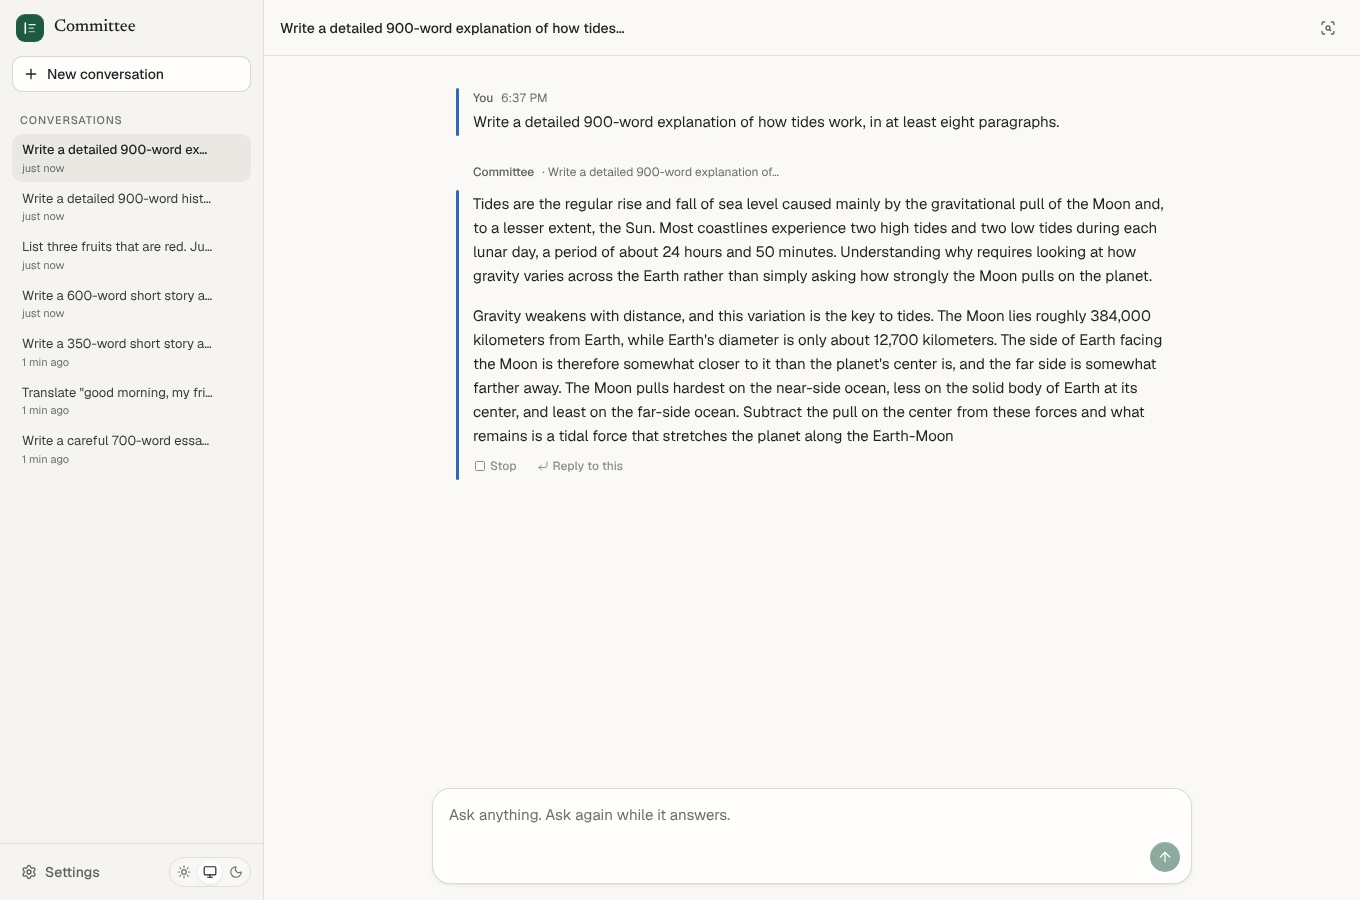 Committee
New conversation
CONVERSATIONS
Write a detailed 900-word ex...
just now
Write a detailed 900-word hist...
just now
List three fruits that are red. Ju...
just now
Write a 600-word short story a...
just now
Write a 350-word short story a...
1 min ago
Translate "good morning, my fri...
1 min ago
Write a careful 700-word essa...
1 min ago
Settings
Write a detailed 900-word explanation of how tides...
You 6:37 PM
Write a detailed 900-word explanation of how tides work, in at least eight paragraphs.
Committee · Write a detailed 900-word explanation of...
Tides are the regular rise and fall of sea level caused mainly by the gravitational pull of the Moon and,
to a lesser extent, the Sun. Most coastlines experience two high tides and two low tides during each
lunar day, a period of about 24 hours and 50 minutes. Understanding why requires looking at how
gravity varies across the Earth rather than simply asking how strongly the Moon pulls on the planet.
Gravity weakens with distance, and this variation is the key to tides. The Moon lies roughly 384,000
kilometers from Earth, while Earth's diameter is only about 12,700 kilometers. The side of Earth facing
the Moon is therefore somewhat closer to it than the planet's center is, and the far side is somewhat
farther away. The Moon pulls hardest on the near-side ocean, less on the solid body of Earth at its
center, and least on the far-side ocean. Subtract the pull on the center from these forces and what
remains is a tidal force that stretches the planet along the Earth-Moon
Stop Reply to this
Ask anything. Ask again while it answers.